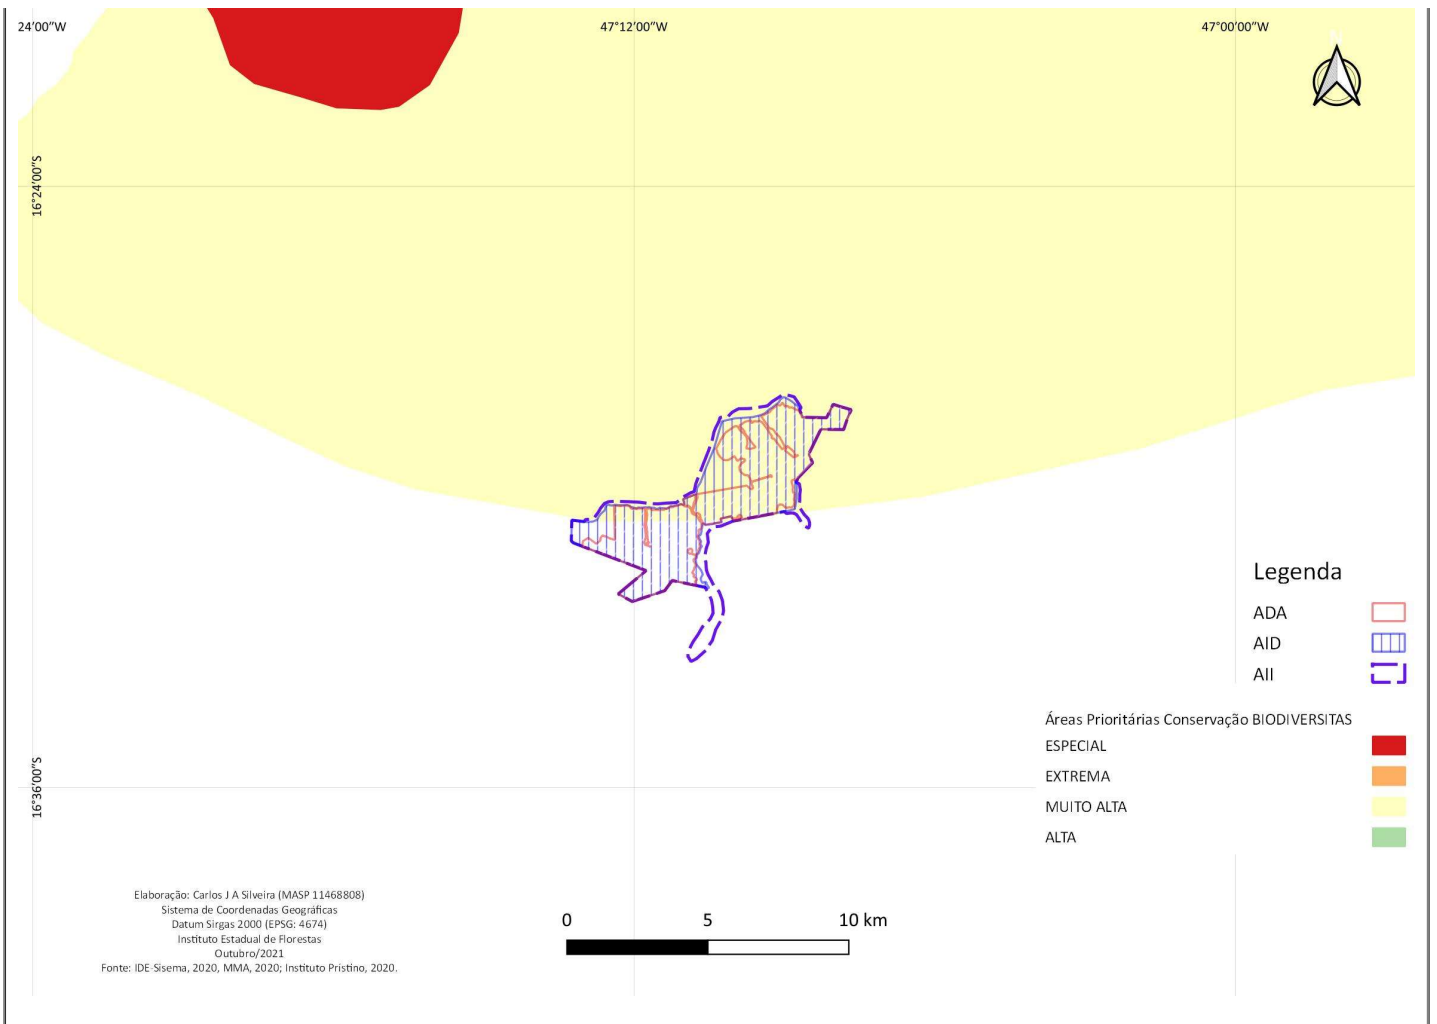 24'00"W
47°12'00"W
47°00'00"W
N
16°24'00"S
16°36'00"S
Legenda
ADA
AID
AII
Áreas Prioritárias Conservação BIODIVERSITAS
ESPECIAL
EXTREMA
MUITO ALTA
ALTA
Elaboração: Carlos J A Silveira (MASP 11468808)
Sistema de Coordenadas Geográficas
Datum Sirgas 2000 (EPSG: 4674)
Instituto Estadual de Florestas
Outubro/2021
Fonte: IDE-Sisema, 2020, MMA, 2020; Instituto Prístino, 2020.
0 5 10 km